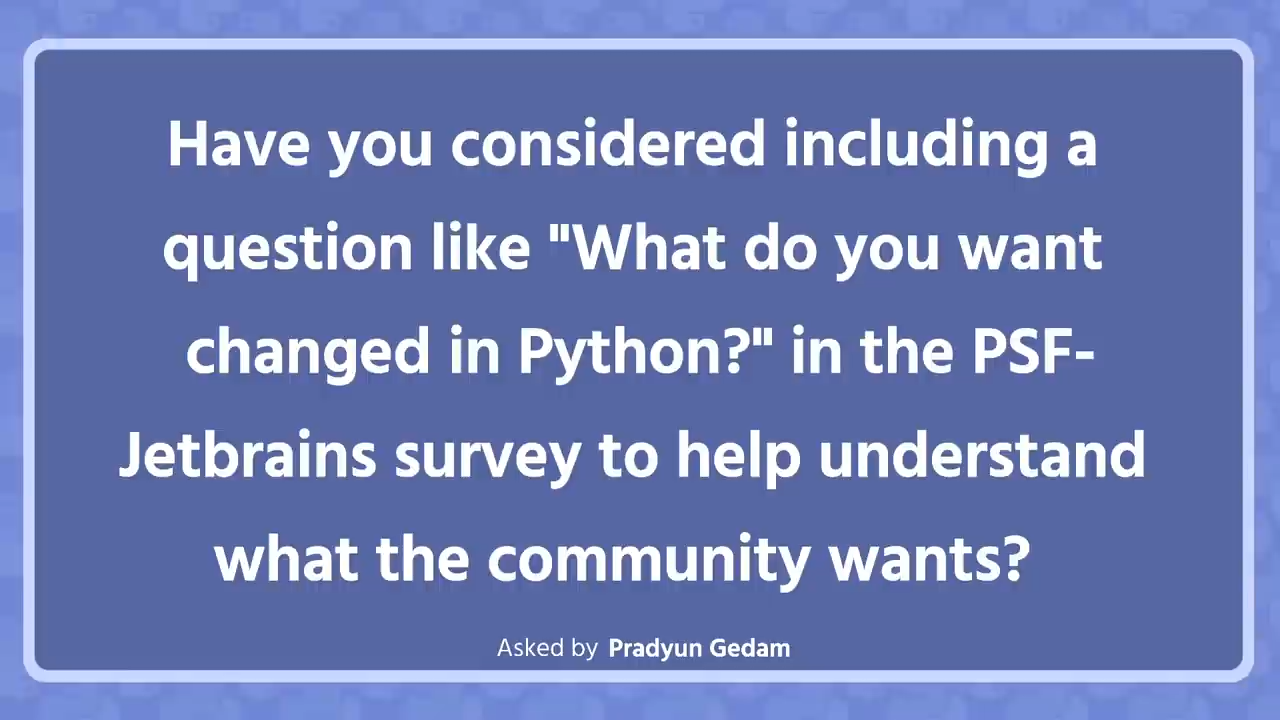 Have you considered including a
question like "What do you want
changed in Python?" in the PSF-
Jetbrains survey to help understand
what the community wants?
Asked by Pradyun Gedam